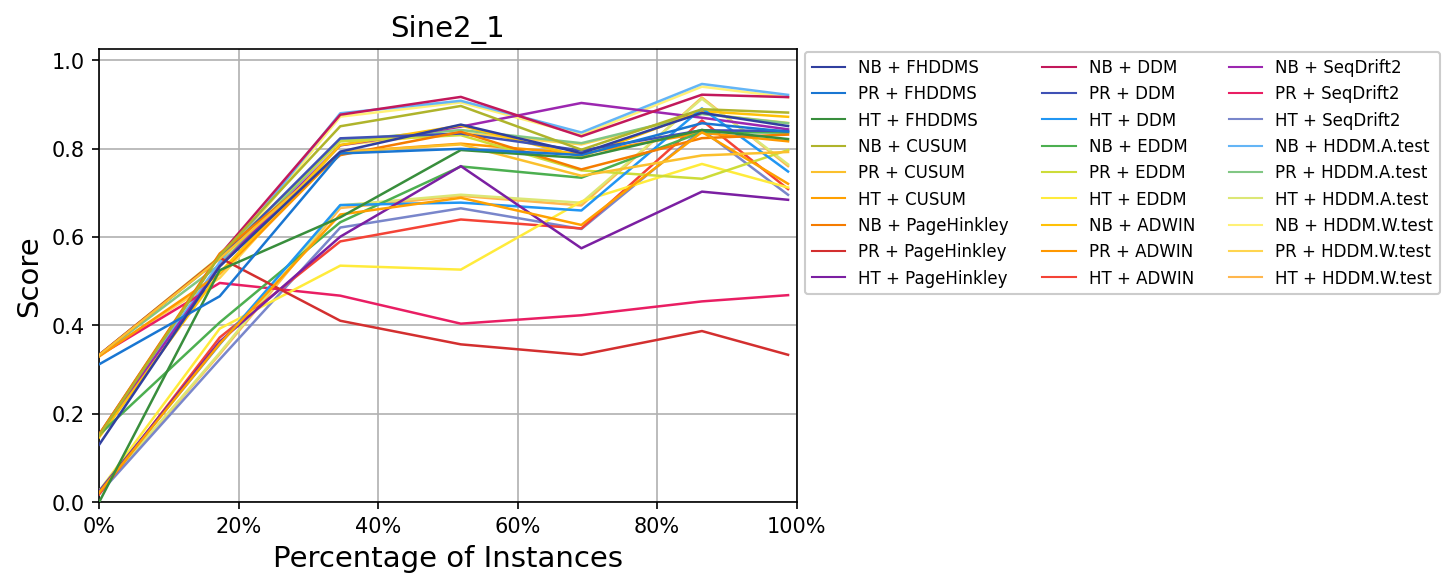 Sine2_1
1.0
0.8
0.6
0.4
0.2
0.0
Score
0%
20%
40%
60%
80%
100%
Percentage of Instances
NB + FHDDMS
PR + FHDDMS
HT + FHDDMS
NB + CUSUM
PR + CUSUM
HT + CUSUM
NB + PageHinkley
PR + PageHinkley
HT + PageHinkley
NB + DDM
PR + DDM
HT + DDM
NB + EDDM
PR + EDDM
HT + EDDM
NB + ADWIN
PR + ADWIN
HT + ADWIN
NB + SeqDrift2
PR + SeqDrift2
HT + SeqDrift2
NB + HDDM.A.test
PR + HDDM.A.test
HT + HDDM.A.test
NB + HDDM.W.test
PR + HDDM.W.test
HT + HDDM.W.test